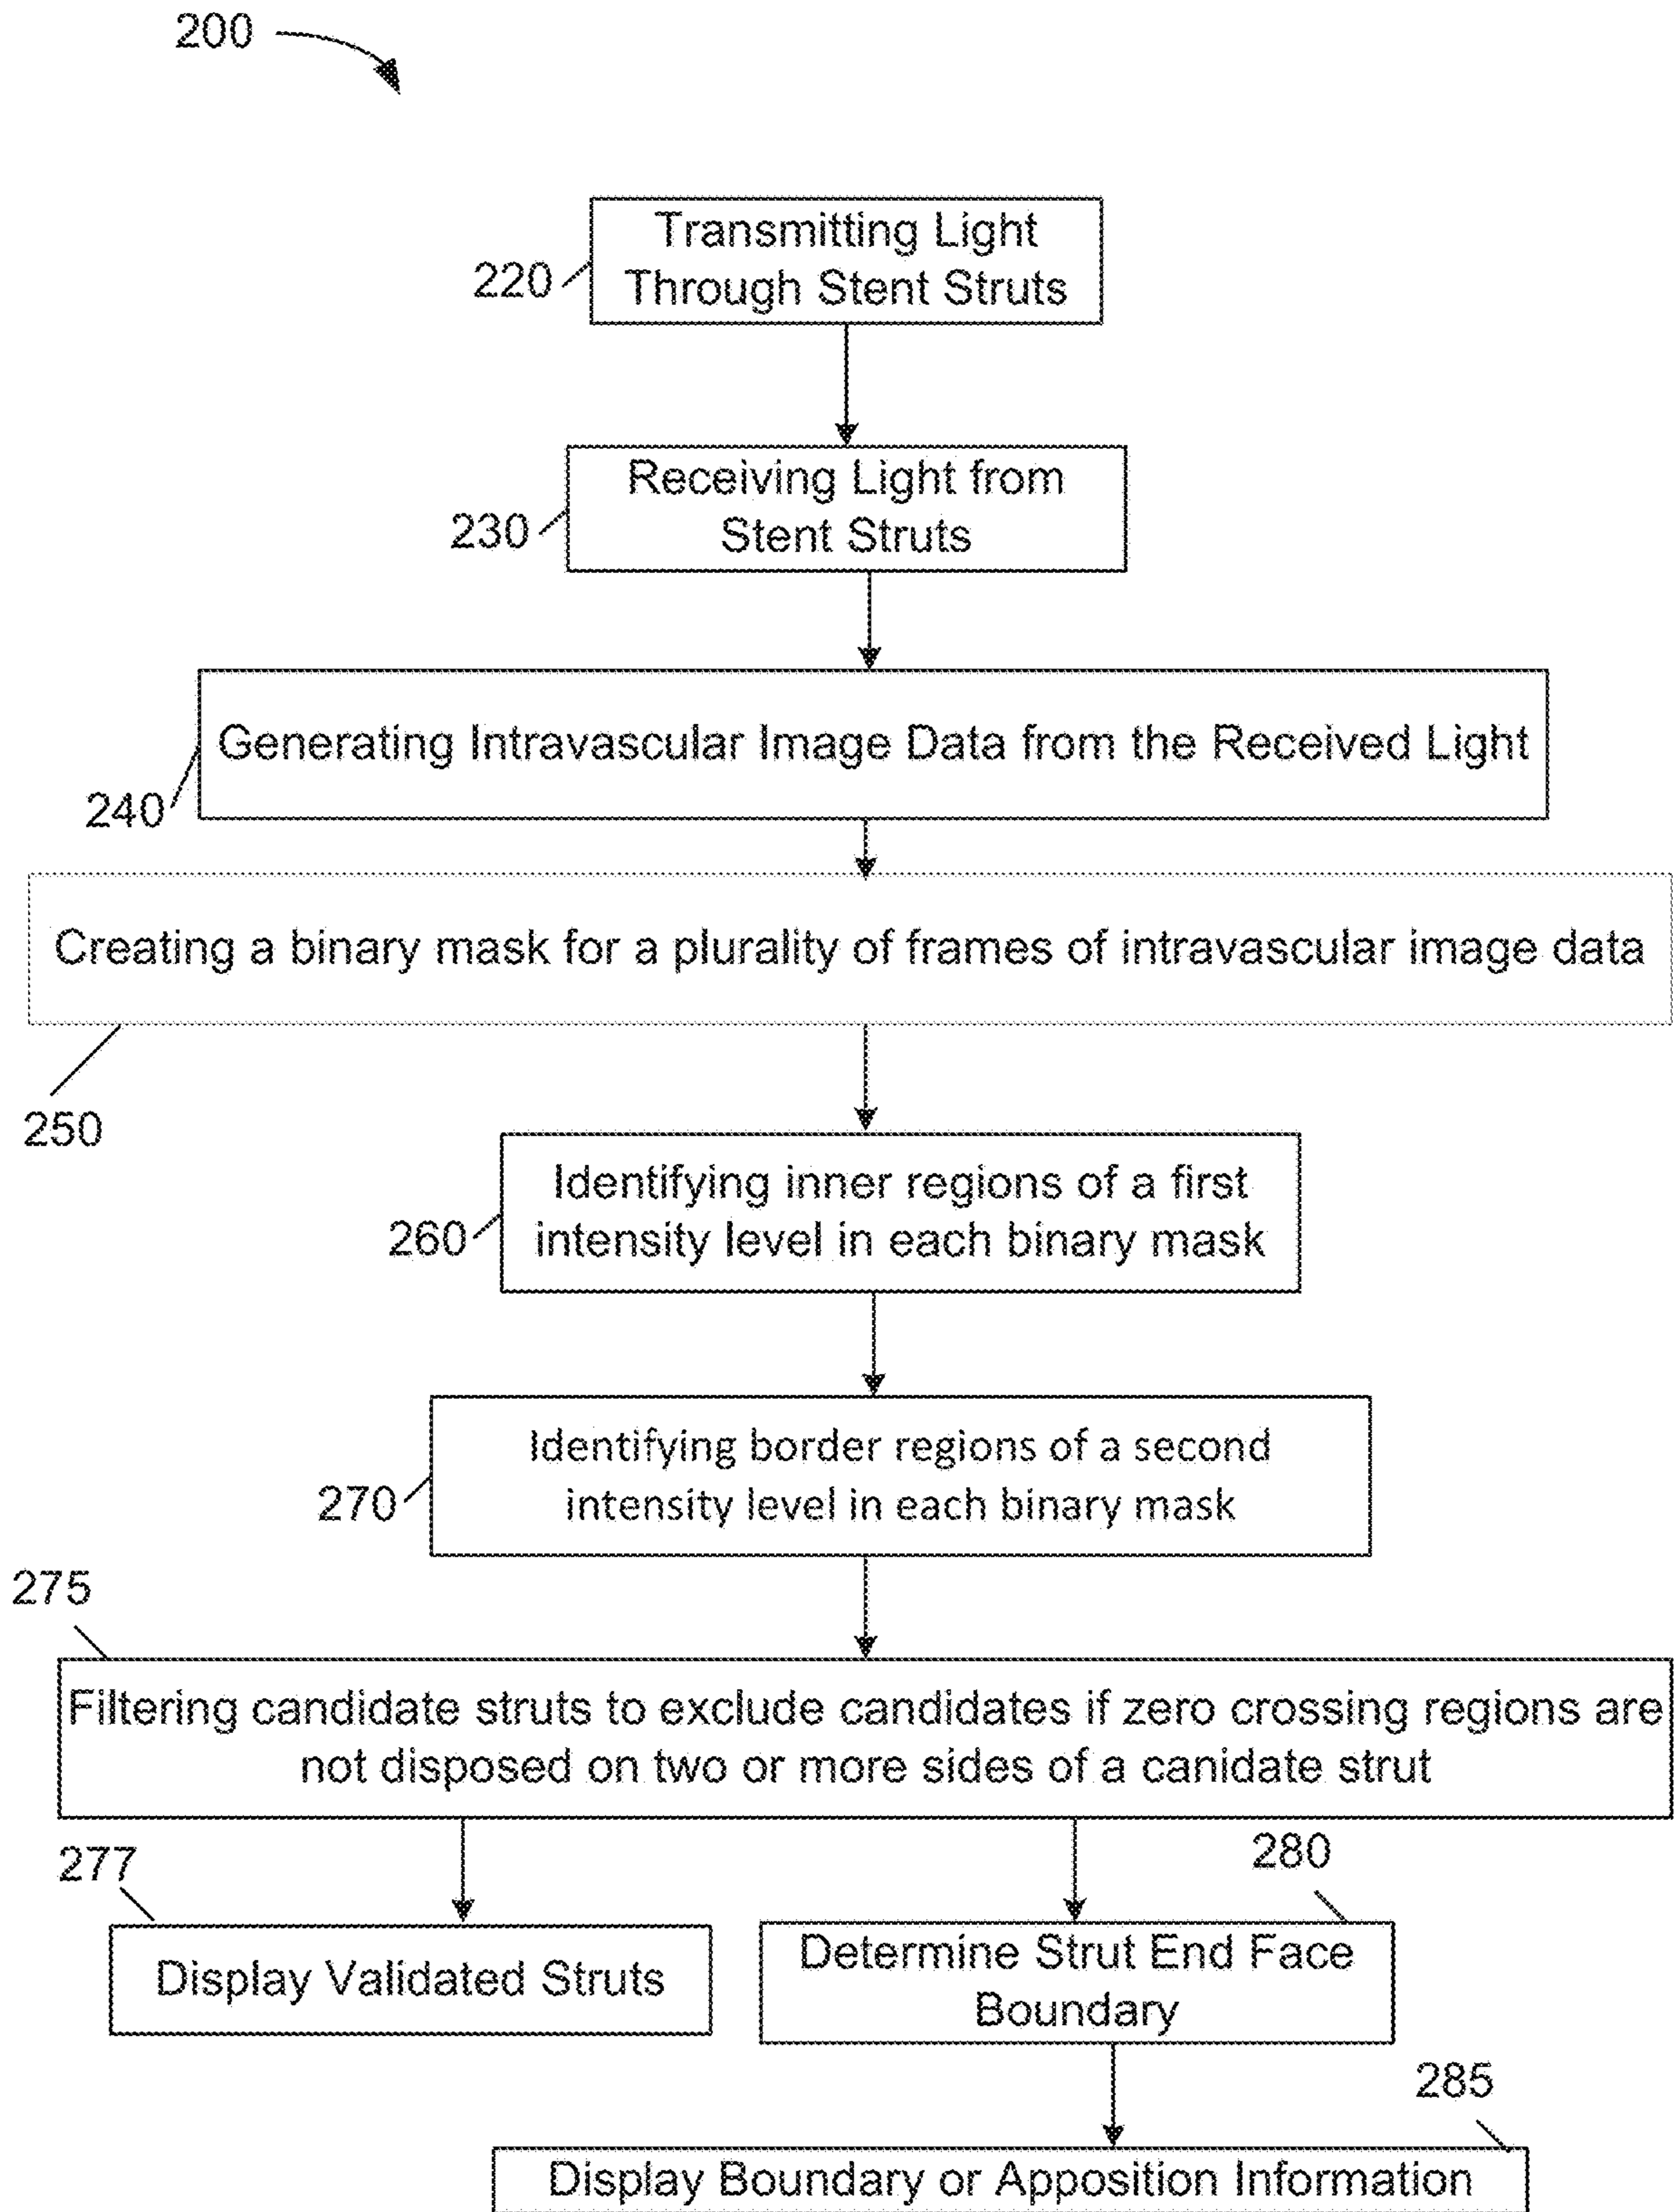 200
Transmitting Light
Through Stent Struts
220
Receiving Light from
Stent Struts
230
Generating Intravascular Image Data from the Received Light
240
Creating a binary mask for a plurality of frames of intravascular image data
250
Identifying inner regions of a first
intensity level in each binary mask
260
Identifying border regions of a second
intensity level in each binary mask
270
275
Filtering candidate struts to exclude candidates if zero crossing regions are
not disposed on two or more sides of a canidate strut
277
Display Validated Struts
280
Determine Strut End Face
Boundary
285
Display Boundary or Apposition Information